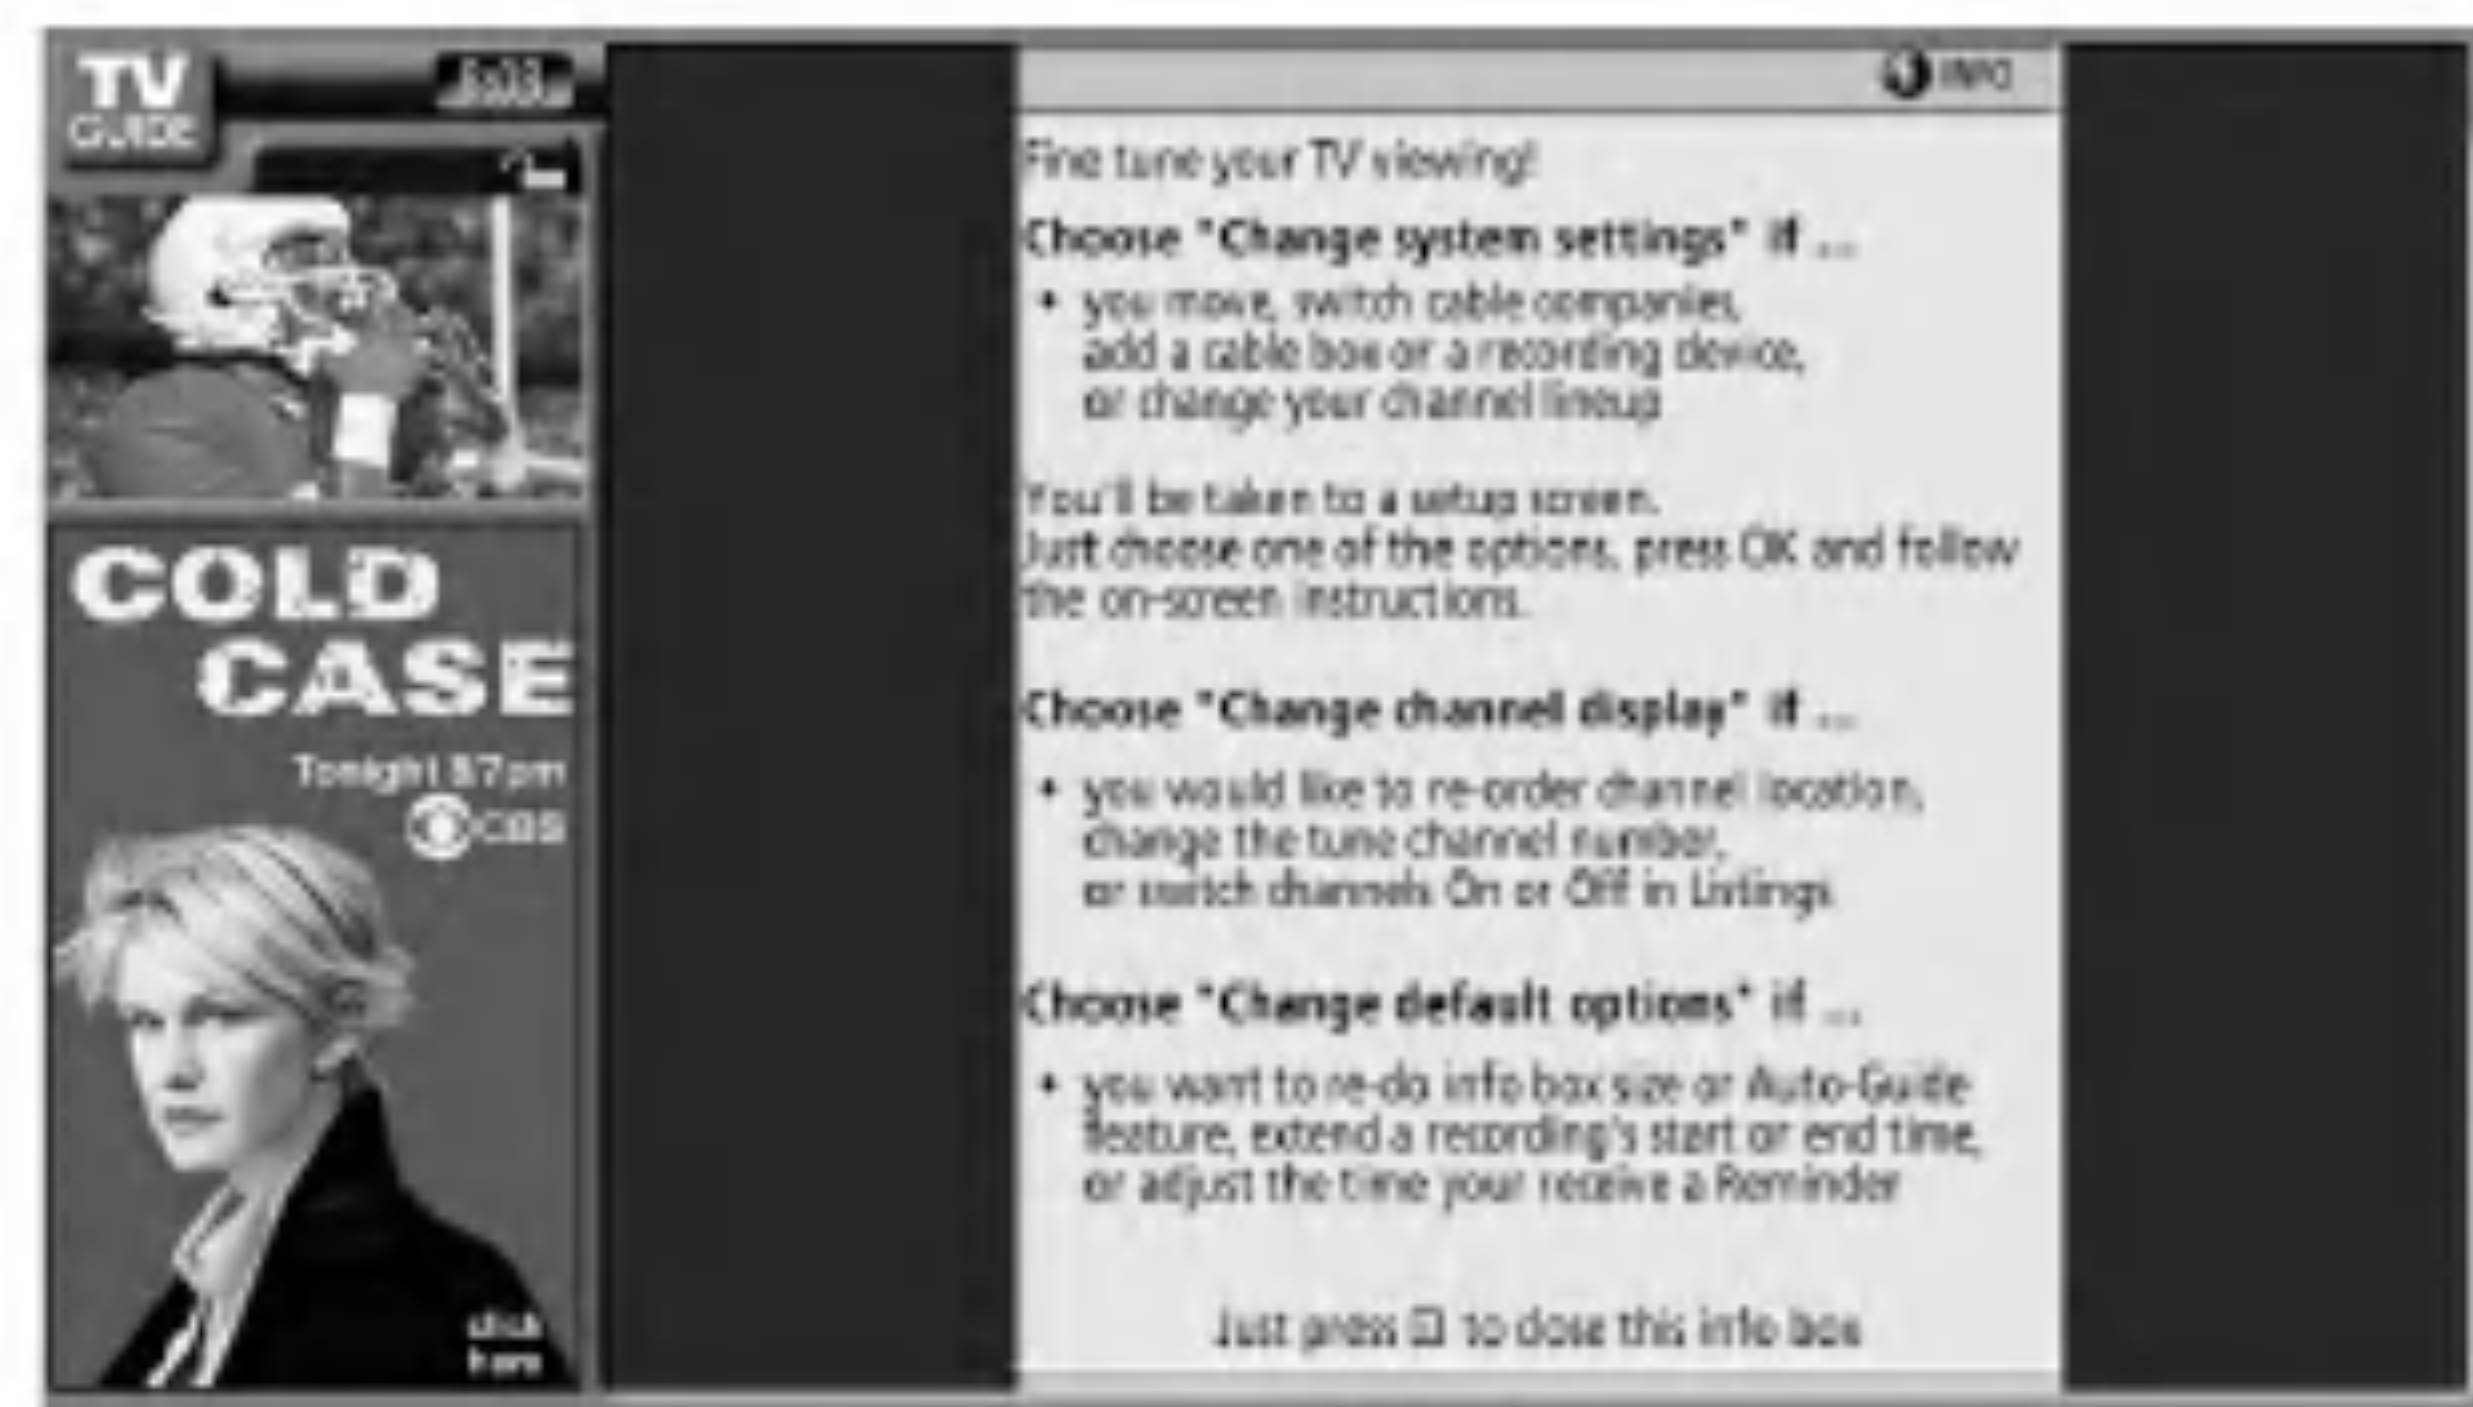 TV
GUIDE
INFO
Fine tune your TV viewing!
Choose "Change system settings" if ...
• you move, switch cable companies,
add a cable box or a recording device,
or change your channel lineup
You'll be taken to a setup screen.
Just choose one of the options, press OK and follow
the on-screen instructions.
Choose "Change channel display" if ...
• you would like to re-order channel location,
change the tune channel number,
or switch channels On or Off in Listings
Choose "Change default options" if ...
• you want to re-do info box size or Auto-Guide
feature, extend a recording's start or end time,
or adjust the time your receive a Reminder
Just press to close this info box
COLD
CASE
Tonight 8/7pm
CBS
click
here